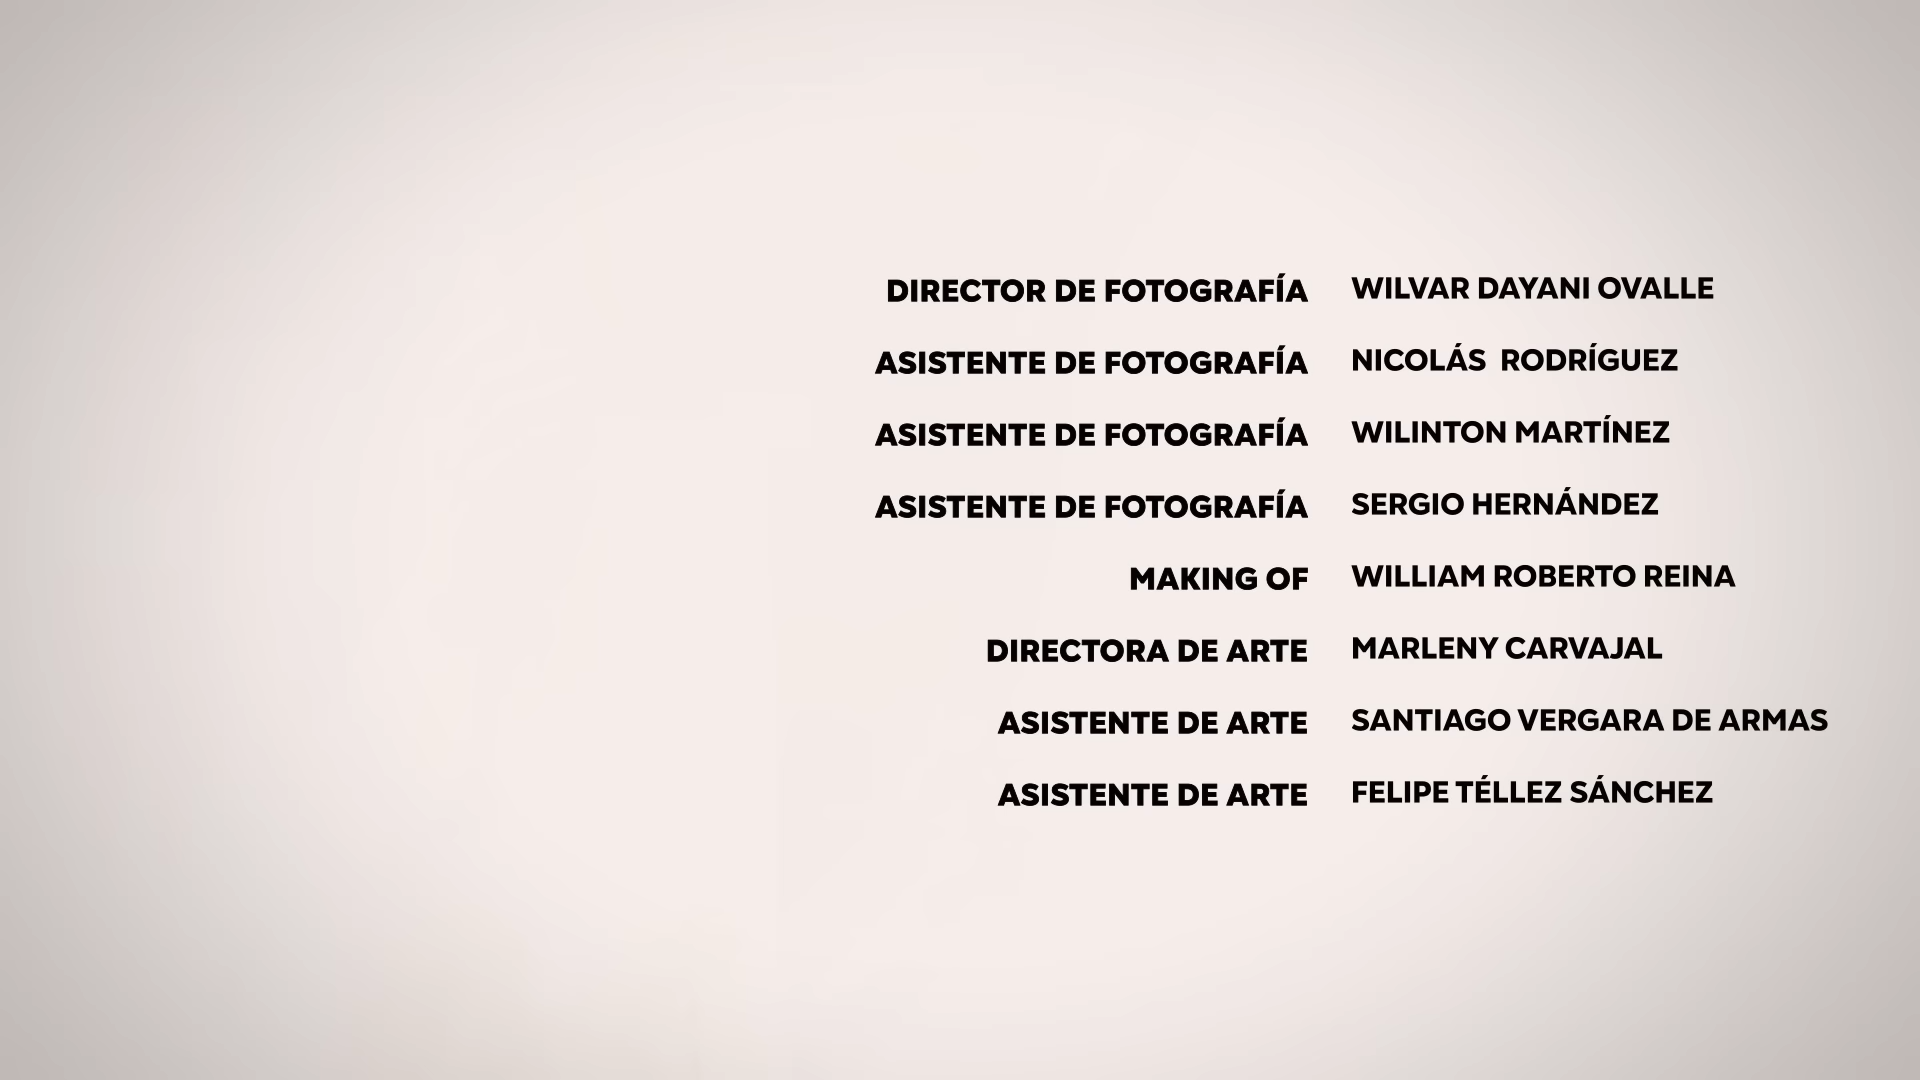 DIRECTOR DE FOTOGRAFÍA WILVAR DAYANI OVALLE
ASISTENTE DE FOTOGRAFÍA NICOLÁS  RODRÍGUEZ
ASISTENTE DE FOTOGRAFÍA WILINTON MARTÍNEZ
ASISTENTE DE FOTOGRAFÍA SERGIO HERNÁNDEZ
MAKING OF WILLIAM ROBERTO REINA
DIRECTORA DE ARTE MARLENY CARVAJAL
ASISTENTE DE ARTE SANTIAGO VERGARA DE ARMAS
ASISTENTE DE ARTE FELIPE TÉLLEZ SÁNCHEZ